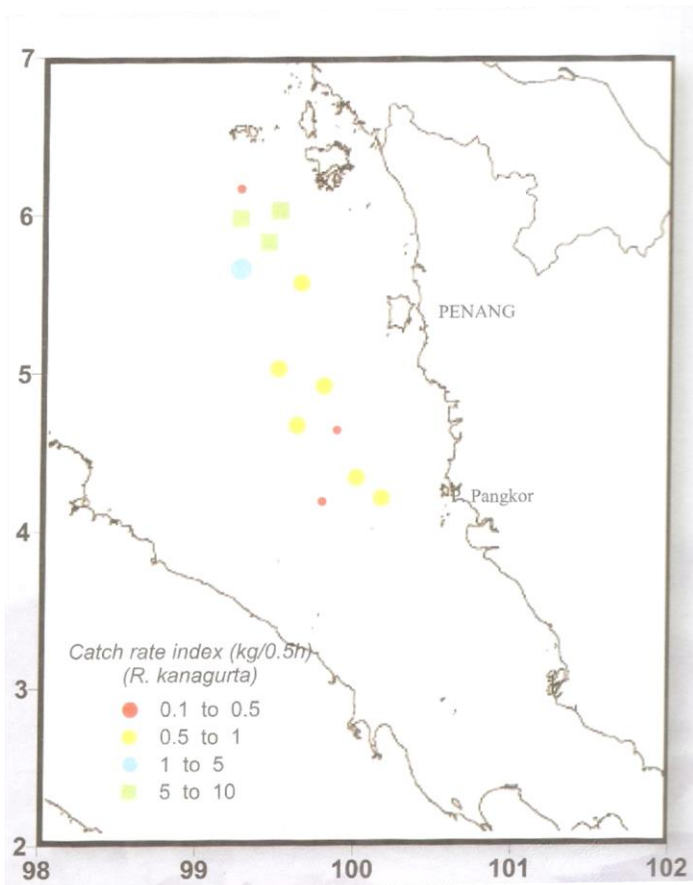 7
6
PENANG
5
P. Pangkor
4
Catch rate index (kg/0.5h)
(R. kanagurta)
3
0.1 to 0.5
0.5 to 1
1 to 5
5 to 10
2
98 99 100 101 102